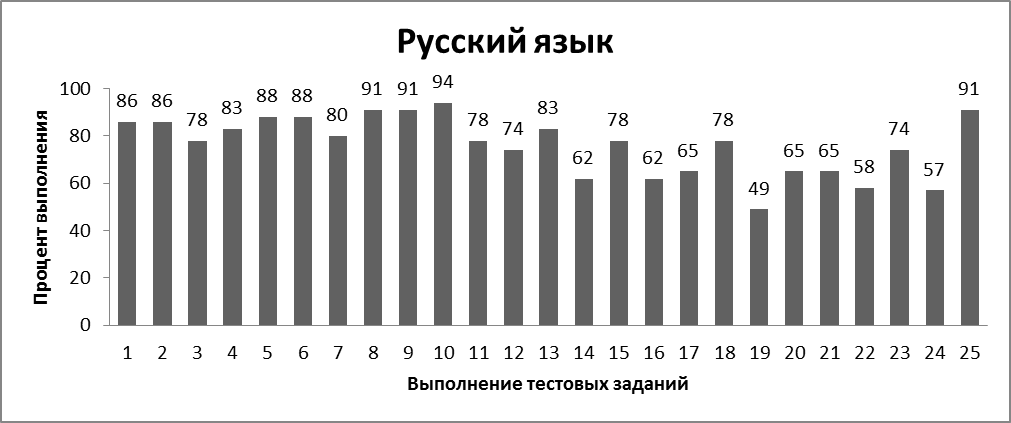 Русский язык
Процент выполнения
100
80
60
40
20
0
86 86 78 83 88 88 80 91 91 94 78 74 83 62 78 62 65 78 49 65 65 58 74 57 91
1 2 3 4 5 6 7 8 9 10 11 12 13 14 15 16 17 18 19 20 21 22 23 24 25
Выполнение тестовых заданий